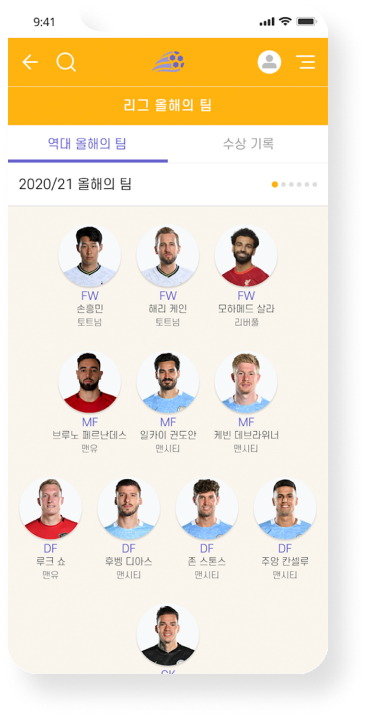 9:41
리그 올해의 팀
역대 올해의 팀
수상 기록
2020/21 올해의 팀
FW FW FW
손흥민 해리 케인 모하메드 살라
토트넘 토트넘 리버풀
MF MF MF
브루노 페르난데스 일카이 귄도안 케빈 데브라위너
맨유 맨시티 맨시티
DF DF DF DF
루크 쇼 후벵 디아스 존 스톤스 주앙 칸셀루
맨유 맨시티 맨시티 맨시티
GK